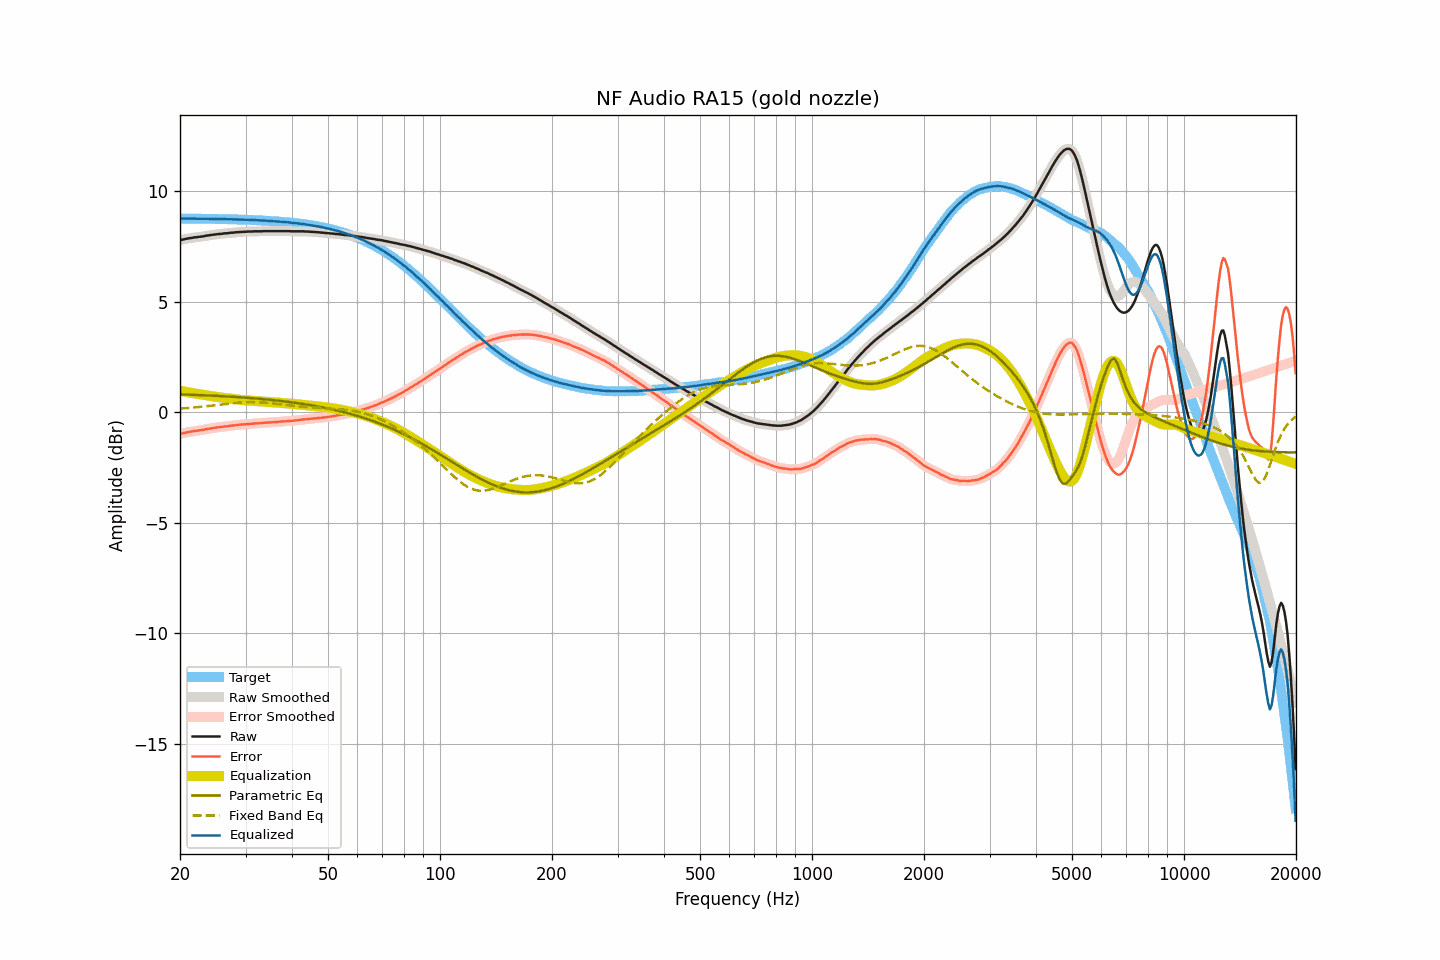 NF Audio RA15 (gold nozzle)
10
5
0
−5
−10
−15
Amplitude (dBr)
Target
Raw Smoothed
Error Smoothed
Raw
Error
Equalization
Parametric Eq
Fixed Band Eq
Equalized
20 50 100 200 500 1000 2000 5000 10000 20000
Frequency (Hz)